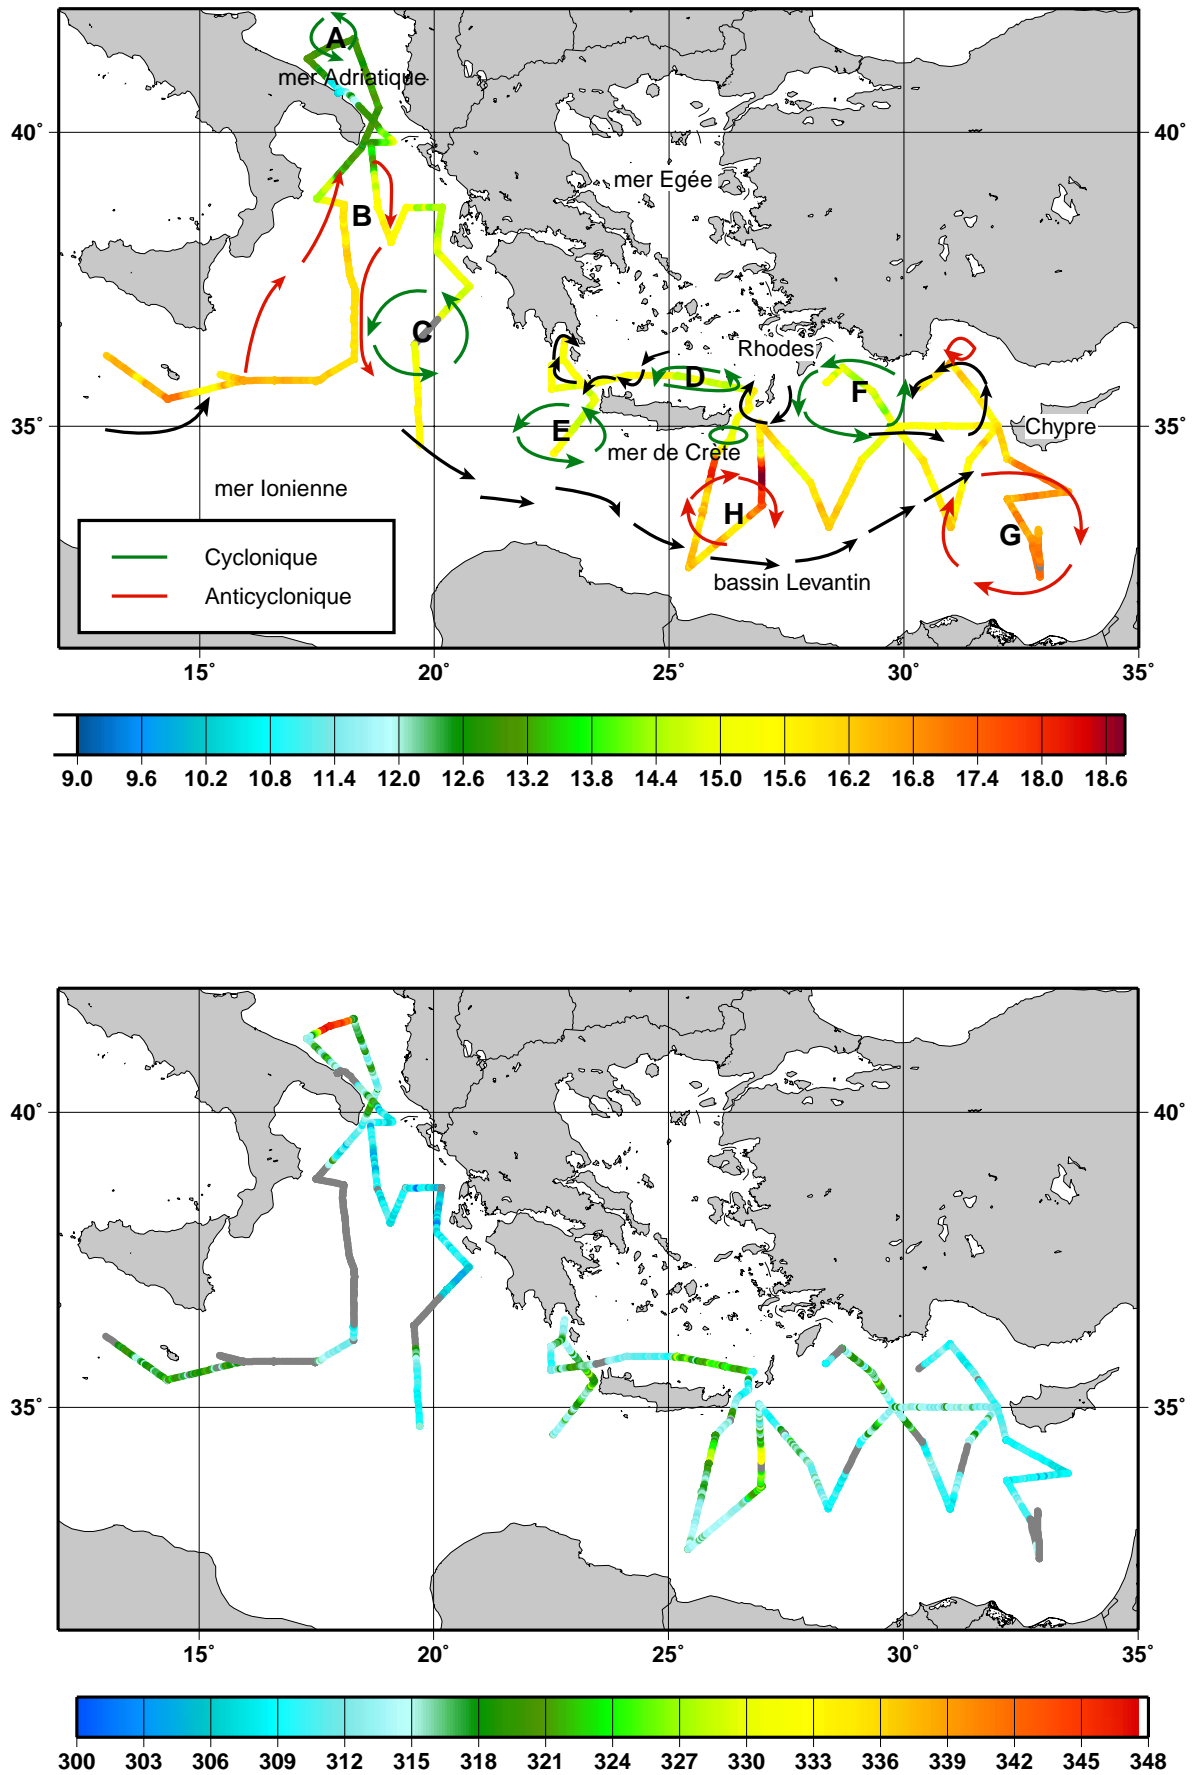 A
mer Adriatique
40°
40°
mer Egée
B
C
Rhodes
D
F
35°
E
mer de Crète
Chypre
35°
mer Ionienne
H
G
Cyclonique
bassin Levantin
Anticyclonique
15° 20° 25° 30° 35°
9.0 9.6 10.2 10.8 11.4 12.0 12.6 13.2 13.8 14.4 15.0 15.6 16.2 16.8 17.4 18.0 18.6
40°
40°
35°
35°
15° 20° 25° 30° 35°
300 303 306 309 312 315 318 321 324 327 330 333 336 339 342 345 348